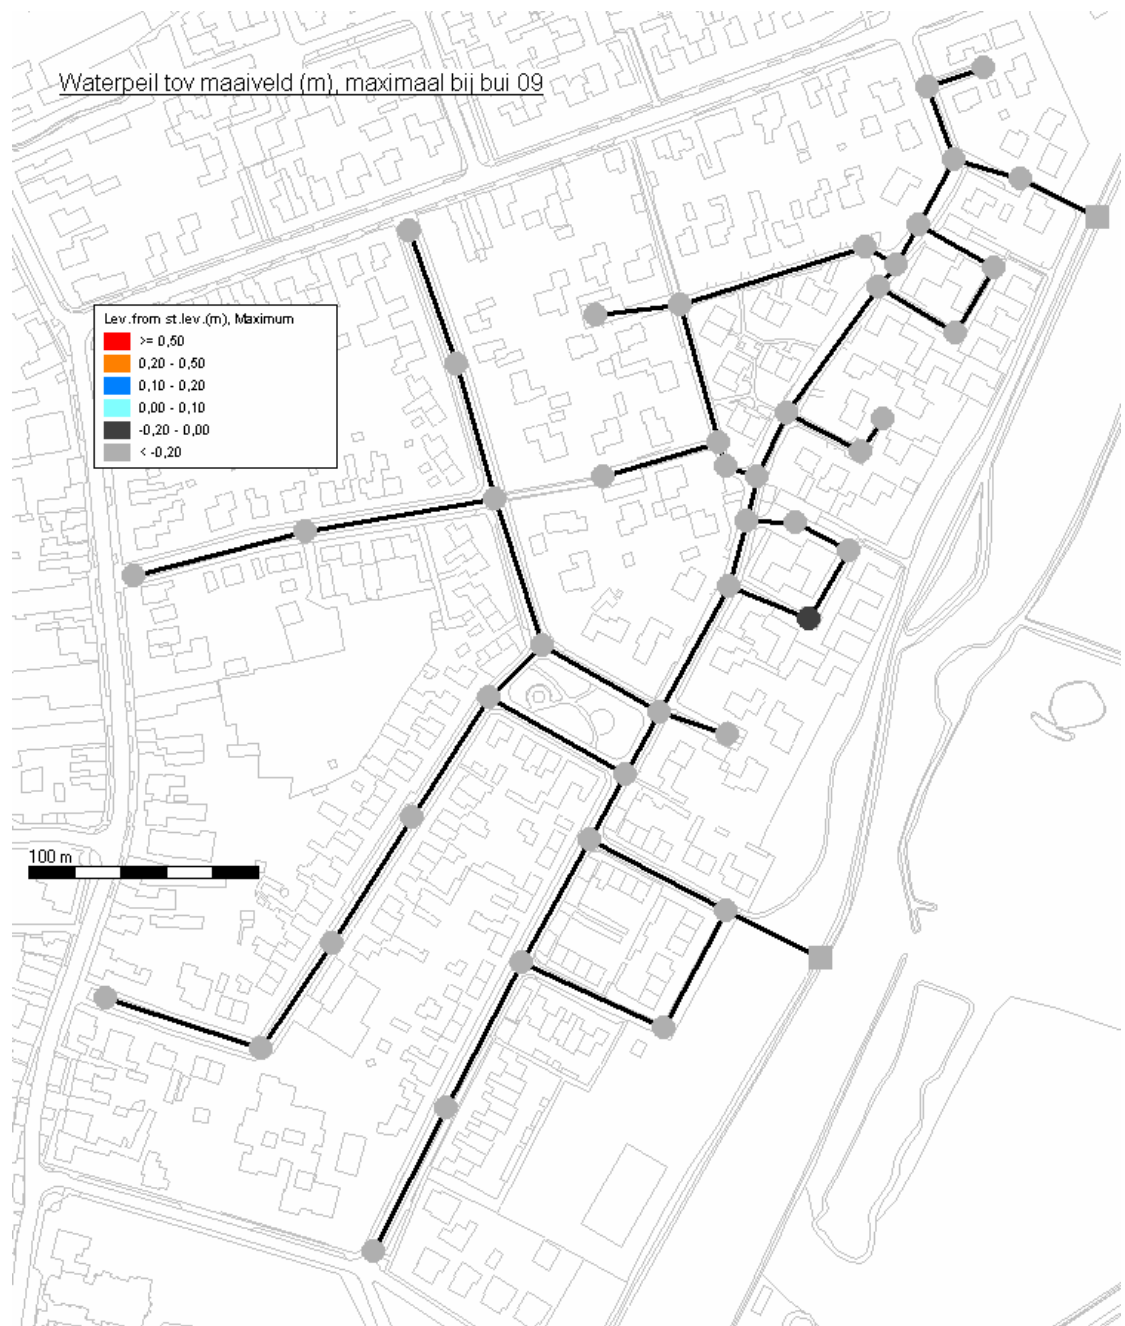 Waterpeil tov maaiveld (m), maximaal bij bui 09
Lev.from st.lev.(m), Maximum
>= 0,50
0,20 - 0,50
0,10 - 0,20
0,00 - 0,10
-0,20 - 0,00
< -0,20
100 m